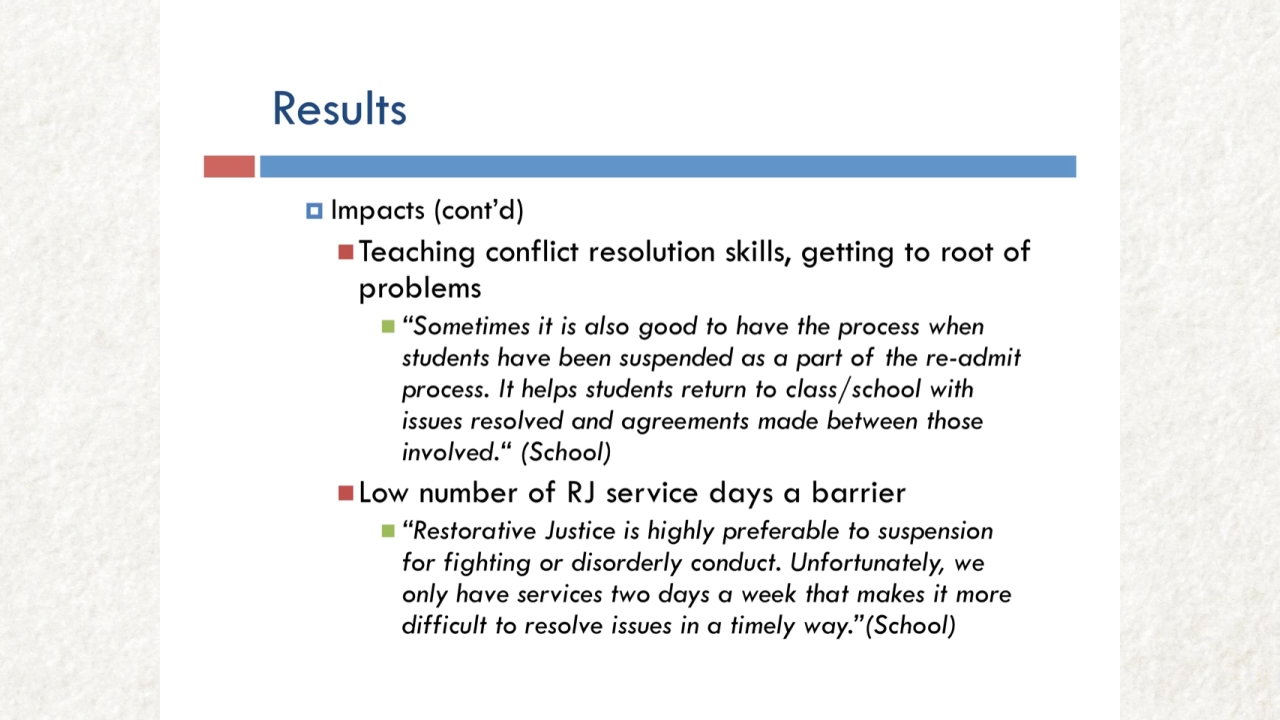 Results
Impacts (cont’d)
Teaching conflict resolution skills, getting to root of
problems
“Sometimes it is also good to have the process when
students have been suspended as a part of the re-admit
process. It helps students return to class/school with
issues resolved and agreements made between those
involved.“ (School)
Low number of RJ service days a barrier
“Restorative Justice is highly preferable to suspension
for fighting or disorderly conduct. Unfortunately, we
only have services two days a week that makes it more
difficult to resolve issues in a timely way.”(School)